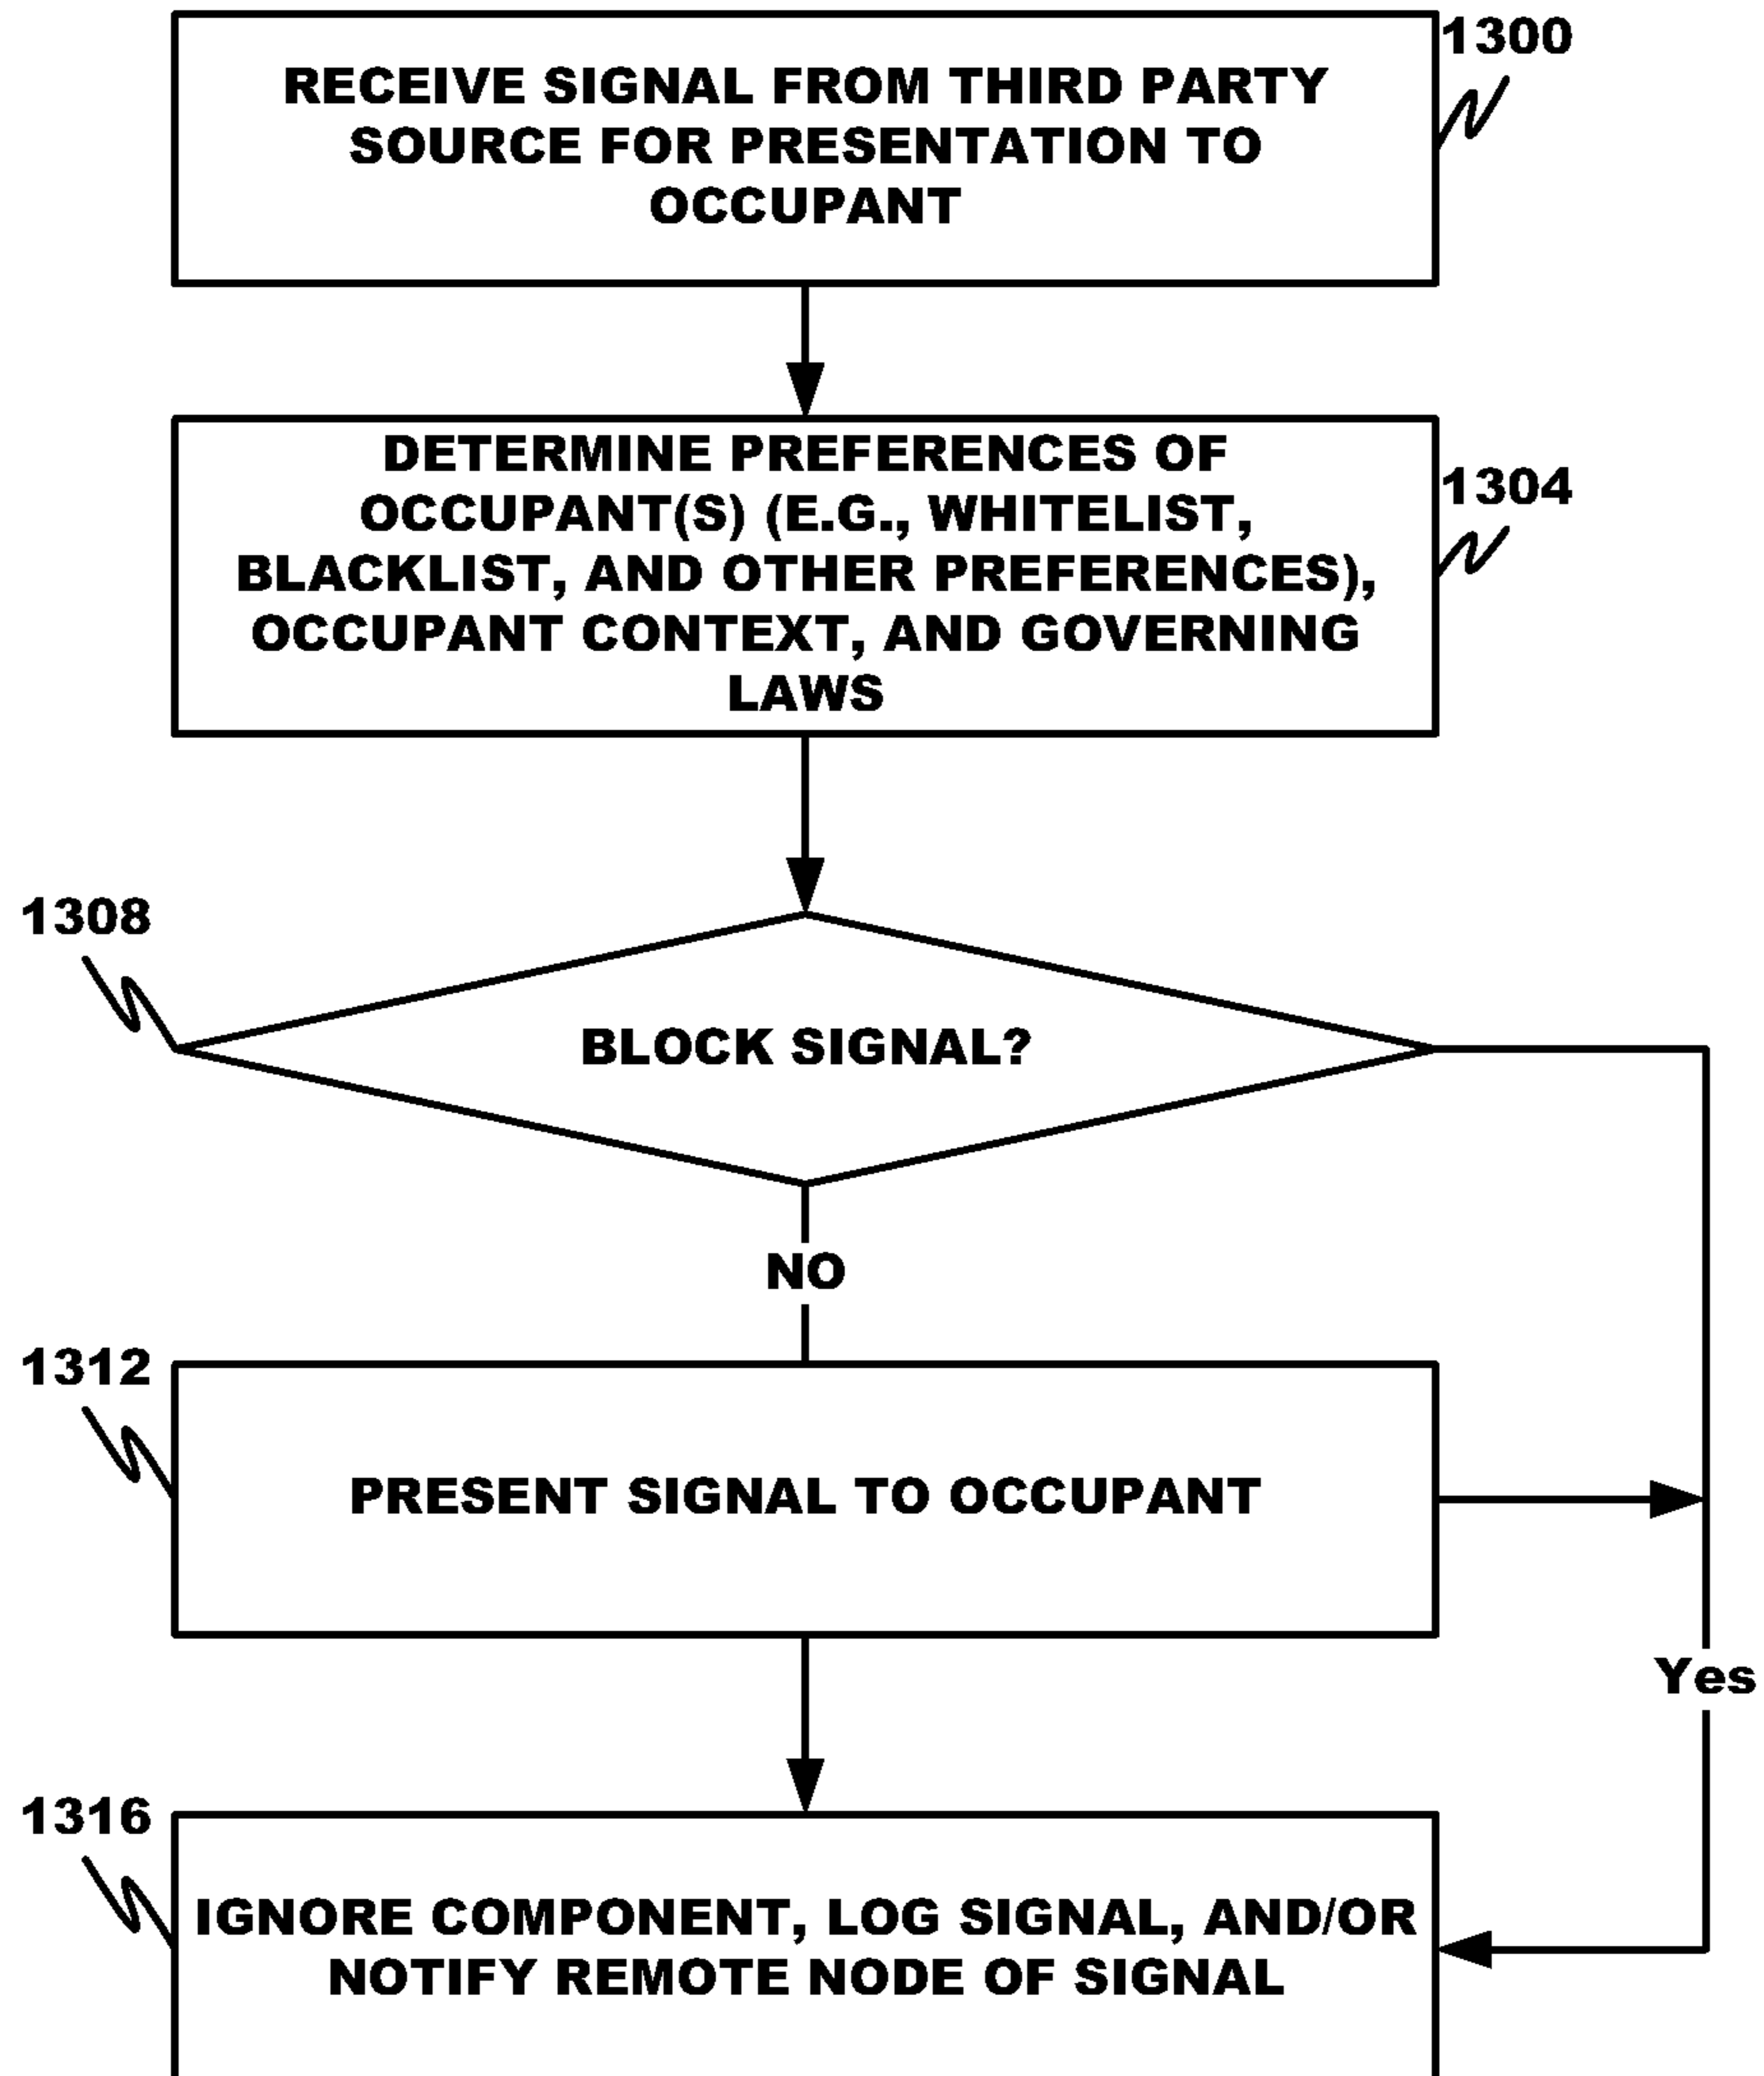 1300
RECEIVE SIGNAL FROM THIRD PARTY
SOURCE FOR PRESENTATION TO
OCCUPANT
1304
DETERMINE PREFERENCES OF
OCCUPANT(S) (E.G., WHITELIST,
BLACKLIST, AND OTHER PREFERENCES),
OCCUPANT CONTEXT, AND GOVERNING
LAWS
1308
BLOCK SIGNAL?
NO
1312
PRESENT SIGNAL TO OCCUPANT
Yes
1316
IGNORE COMPONENT, LOG SIGNAL, AND/OR
NOTIFY REMOTE NODE OF SIGNAL